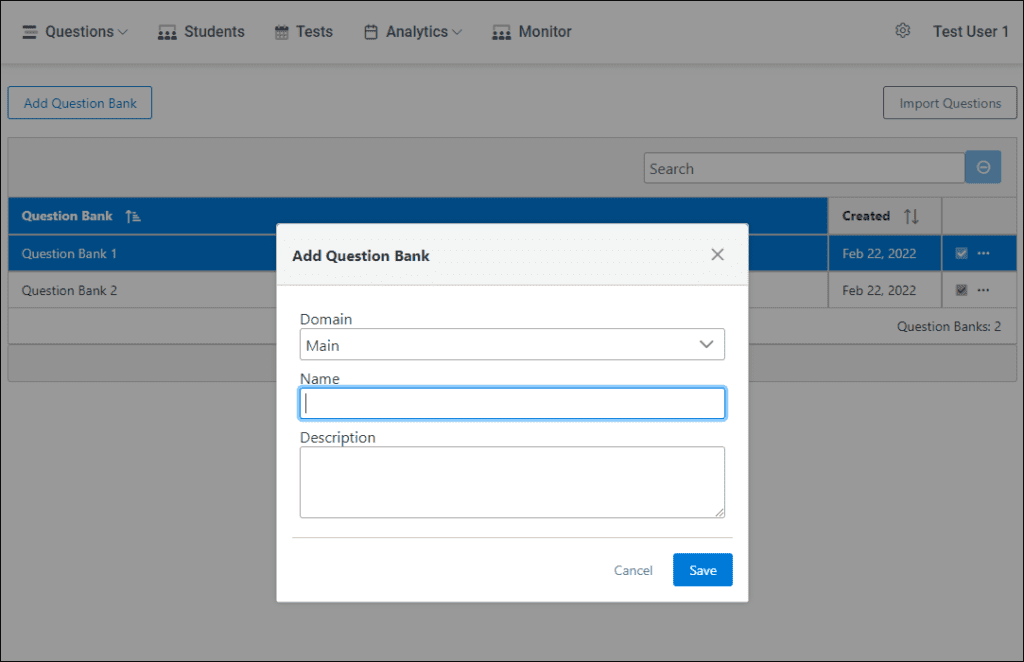 Questions Students Tests Analytics Monitor Test User 1
Add Question Bank Import Questions
Search
Question Bank Created
Question Bank 1 Feb 22, 2022
Question Bank 2 Feb 22, 2022
Question Banks: 2
Add Question Bank
Domain
Main
Name
Description
Cancel Save